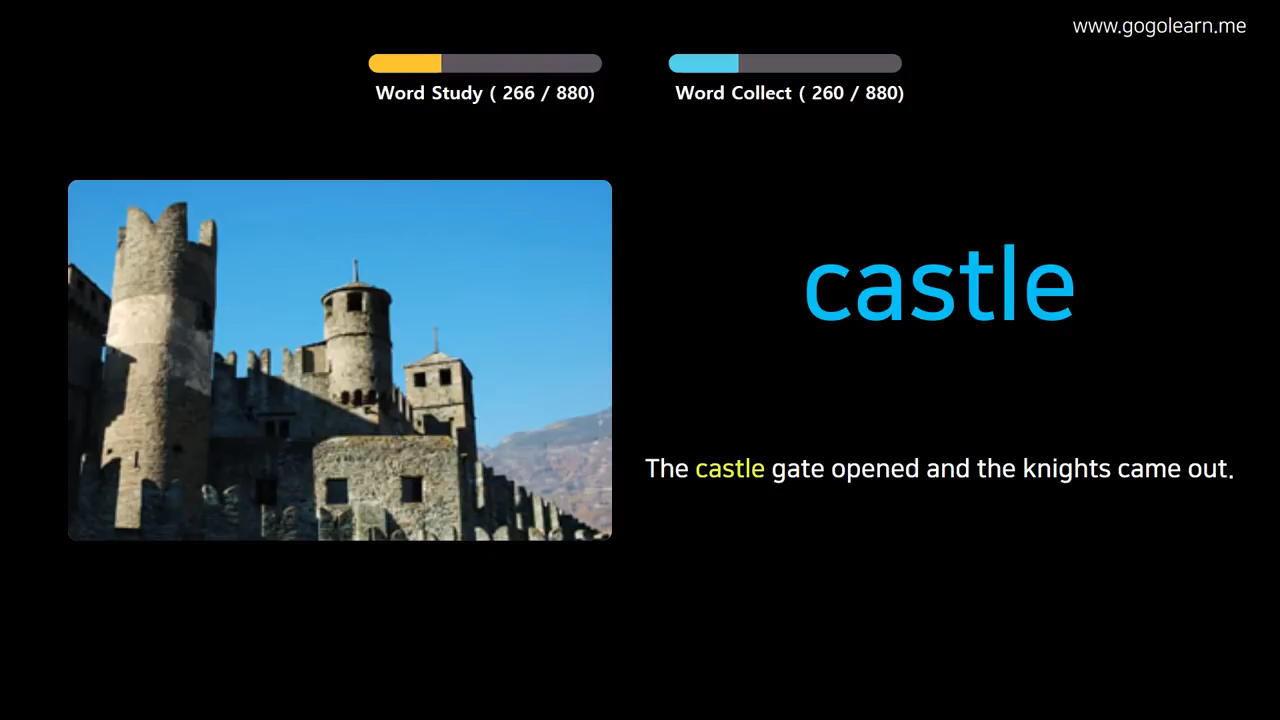 www.gogolearn.me
Word Study ( 266 / 880)
Word Collect ( 260 / 880)
castle
The castle gate opened and the knights came out.